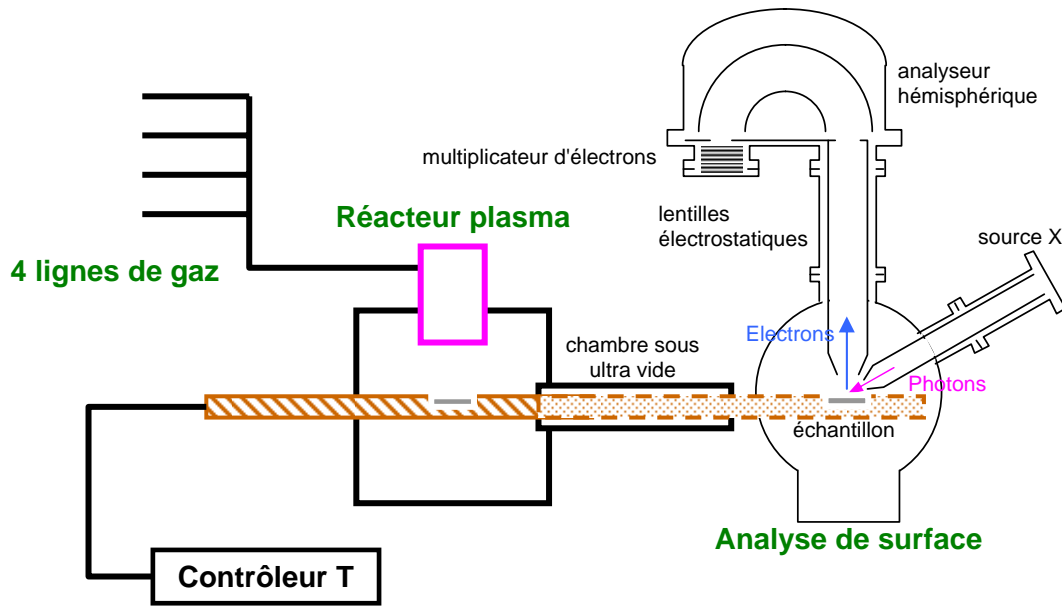 analyseur
hémisphérique
multiplicateur d'électrons
lentilles
électrostatiques
source X
Réacteur plasma
4 lignes de gaz
Electrons
chambre sous
ultra vide
Photons
échantillon
Analyse de surface
Contrôleur T